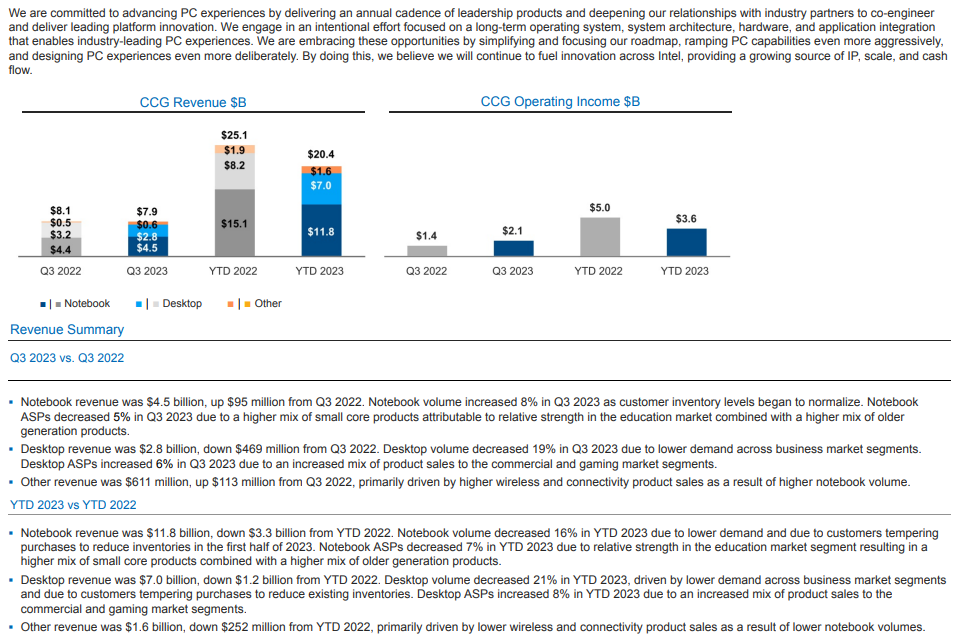 We are committed to advancing PC experiences by delivering an annual cadence of leadership products and deepening our relationships with industry partners to co-engineer
and deliver leading platform innovation. We engage in an intentional effort focused on a long-term operating system, system architecture, hardware, and application integration
that enables industry-leading PC experiences. We are embracing these opportunities by simplifying and focusing our roadmap, ramping PC capabilities even more aggressively,
and designing PC experiences even more deliberately. By doing this, we believe we will continue to fuel innovation across Intel, providing a growing source of IP, scale, and cash
flow.
CCG Revenue $B
$25.1
$1.9
$8.2
$15.1
$20.4
$1.6
$7.0
$11.8
$8.1
$0.5
$3.2
$4.4
$7.9
$0.6
$2.8
$4.5
Q3 2022 Q3 2023 YTD 2022 YTD 2023
Notebook Desktop Other
CCG Operating Income $B
$1.4 $2.1 $5.0 $3.6
Q3 2022 Q3 2023 YTD 2022 YTD 2023
Revenue Summary
Q3 2023 vs. Q3 2022
▪ Notebook revenue was $4.5 billion, up $95 million from Q3 2022. Notebook volume increased 8% in Q3 2023 as customer inventory levels began to normalize. Notebook
ASPs decreased 5% in Q3 2023 due to a higher mix of small core products attributable to relative strength in the education market combined with a higher mix of older
generation products.
▪ Desktop revenue was $2.8 billion, down $469 million from Q3 2022. Desktop volume decreased 19% in Q3 2023 due to lower demand across business market segments.
Desktop ASPs increased 6% in Q3 2023 due to an increased mix of product sales to the commercial and gaming market segments.
▪ Other revenue was $611 million, up $113 million from Q3 2022, primarily driven by higher wireless and connectivity product sales as a result of higher notebook volume.
YTD 2023 vs YTD 2022
▪ Notebook revenue was $11.8 billion, down $3.3 billion from YTD 2022. Notebook volume decreased 16% in YTD 2023 due to lower demand and due to customers tempering
purchases to reduce inventories in the first half of 2023. Notebook ASPs decreased 7% in YTD 2023 due to relative strength in the education market segment resulting in a
higher mix of small core products combined with a higher mix of older generation products.
▪ Desktop revenue was $7.0 billion, down $1.2 billion from YTD 2022. Desktop volume decreased 21% in YTD 2023, driven by lower demand across business market segments
and due to customers tempering purchases to reduce existing inventories. Desktop ASPs increased 8% in YTD 2023 due to an increased mix of product sales to the
commercial and gaming market segments.
▪ Other revenue was $1.6 billion, down $252 million from YTD 2022, primarily driven by lower wireless and connectivity product sales as a result of lower notebook volumes.